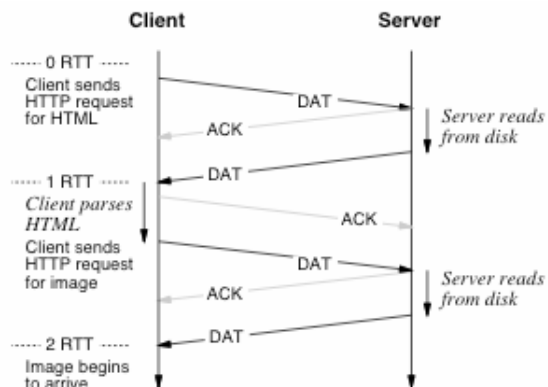 Client
Server
----- 0 RTT -----
Client sends
HTTP request
for HTML
DAT
ACK
Server reads
from disk
DAT
----- 1 RTT -----
Client parses
HTML
ACK
Client sends
HTTP request
for image
DAT
ACK
Server reads
from disk
DAT
----- 2 RTT -----
Image begins
to arrive